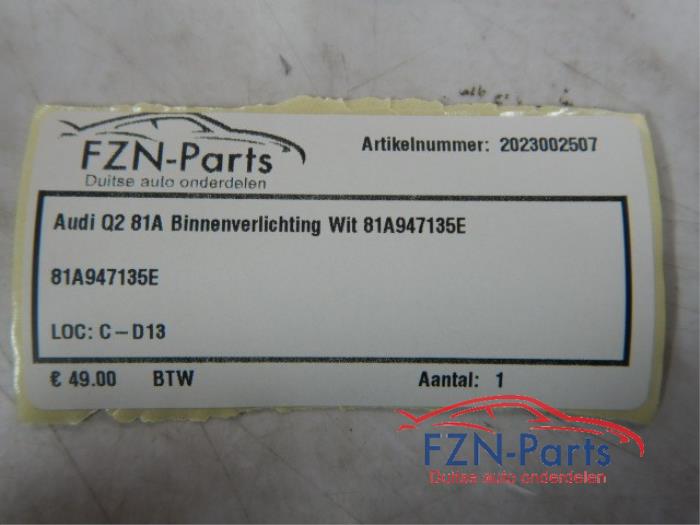 FZN-Parts
Duitse auto onderdelen
Artikelnummer: 2023002507
Audi Q2 81A Binnenverlichting Wit 81A947135E
81A947135E
LOC: C-D13
€ 49.00 BTW Aantal: 1
FZN-Parts
Duitse auto onderdelen